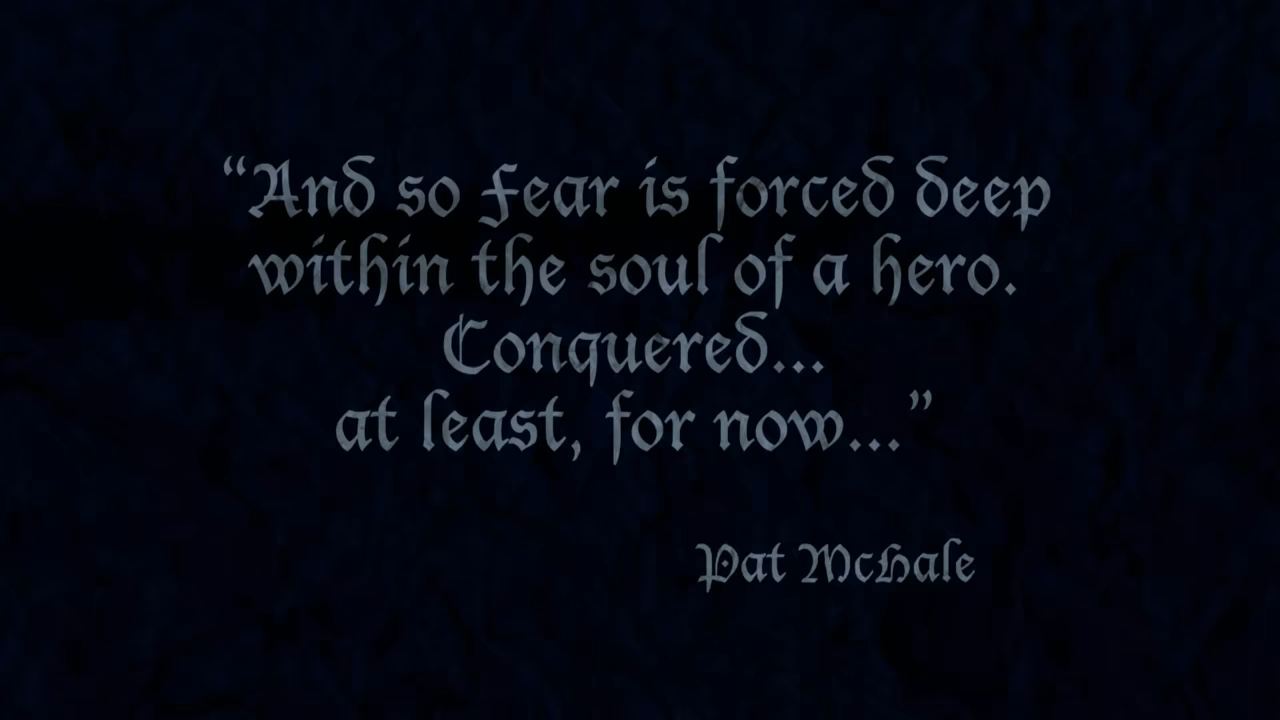 “And so Fear is forced deep
within the soul of a hero.
Conquered...
at least, for now...”
Pat McHale